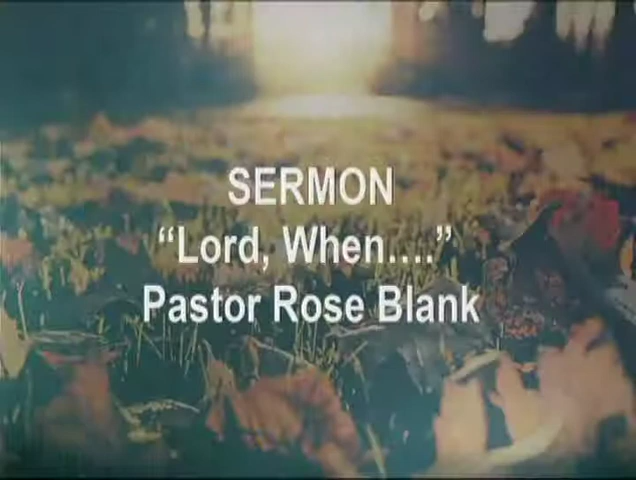 SERMON
“Lord, When....”
Pastor Rose Blank